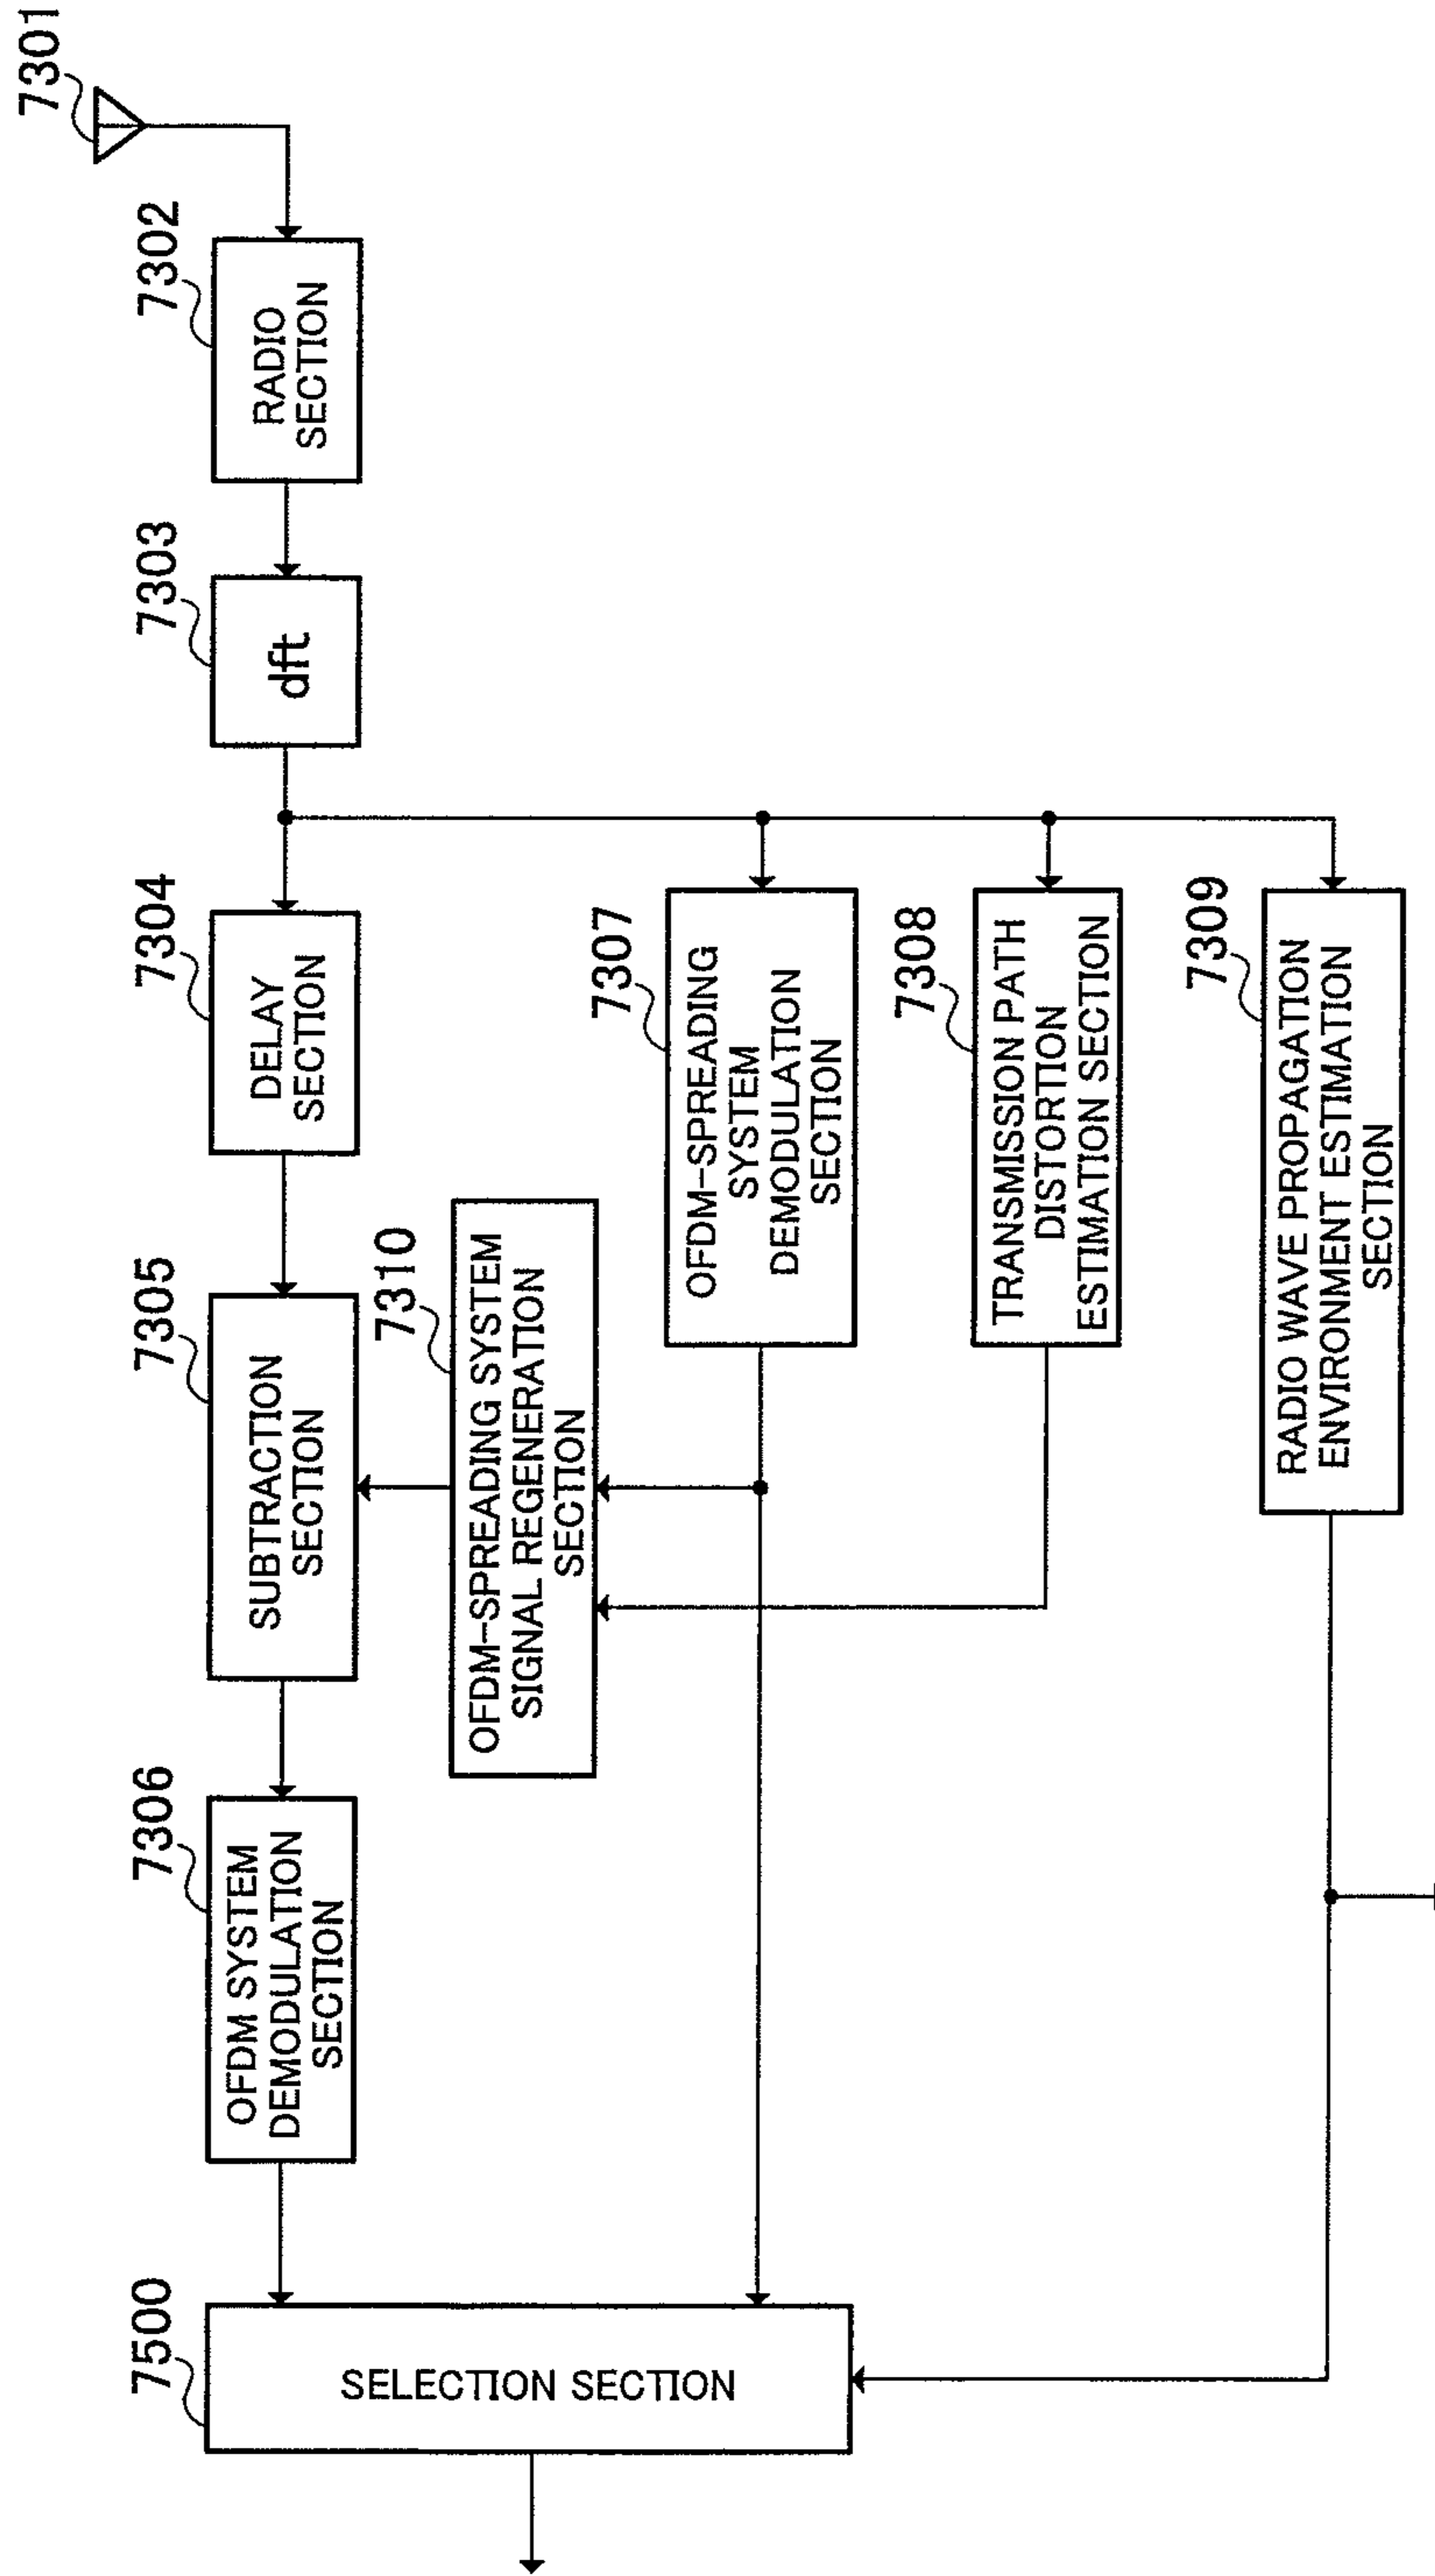 7301
7302
RADIO
SECTION
7303
dft
7304
DELAY
SECTION
7305
SUBTRACTION
SECTION
7306
OFDM SYSTEM
DEMODULATION
SECTION
7310
OFDM-SPREADING SYSTEM
SIGNAL REGENERATION
SECTION
7307
OFDM-SPREADING
SYSTEM
DEMODULATION
SECTION
7308
TRANSMISSION PATH
DISTORTION
ESTIMATION SECTION
7309
RADIO WAVE PROPAGATION
ENVIRONMENT ESTIMATION
SECTION
7500
SELECTION SECTION